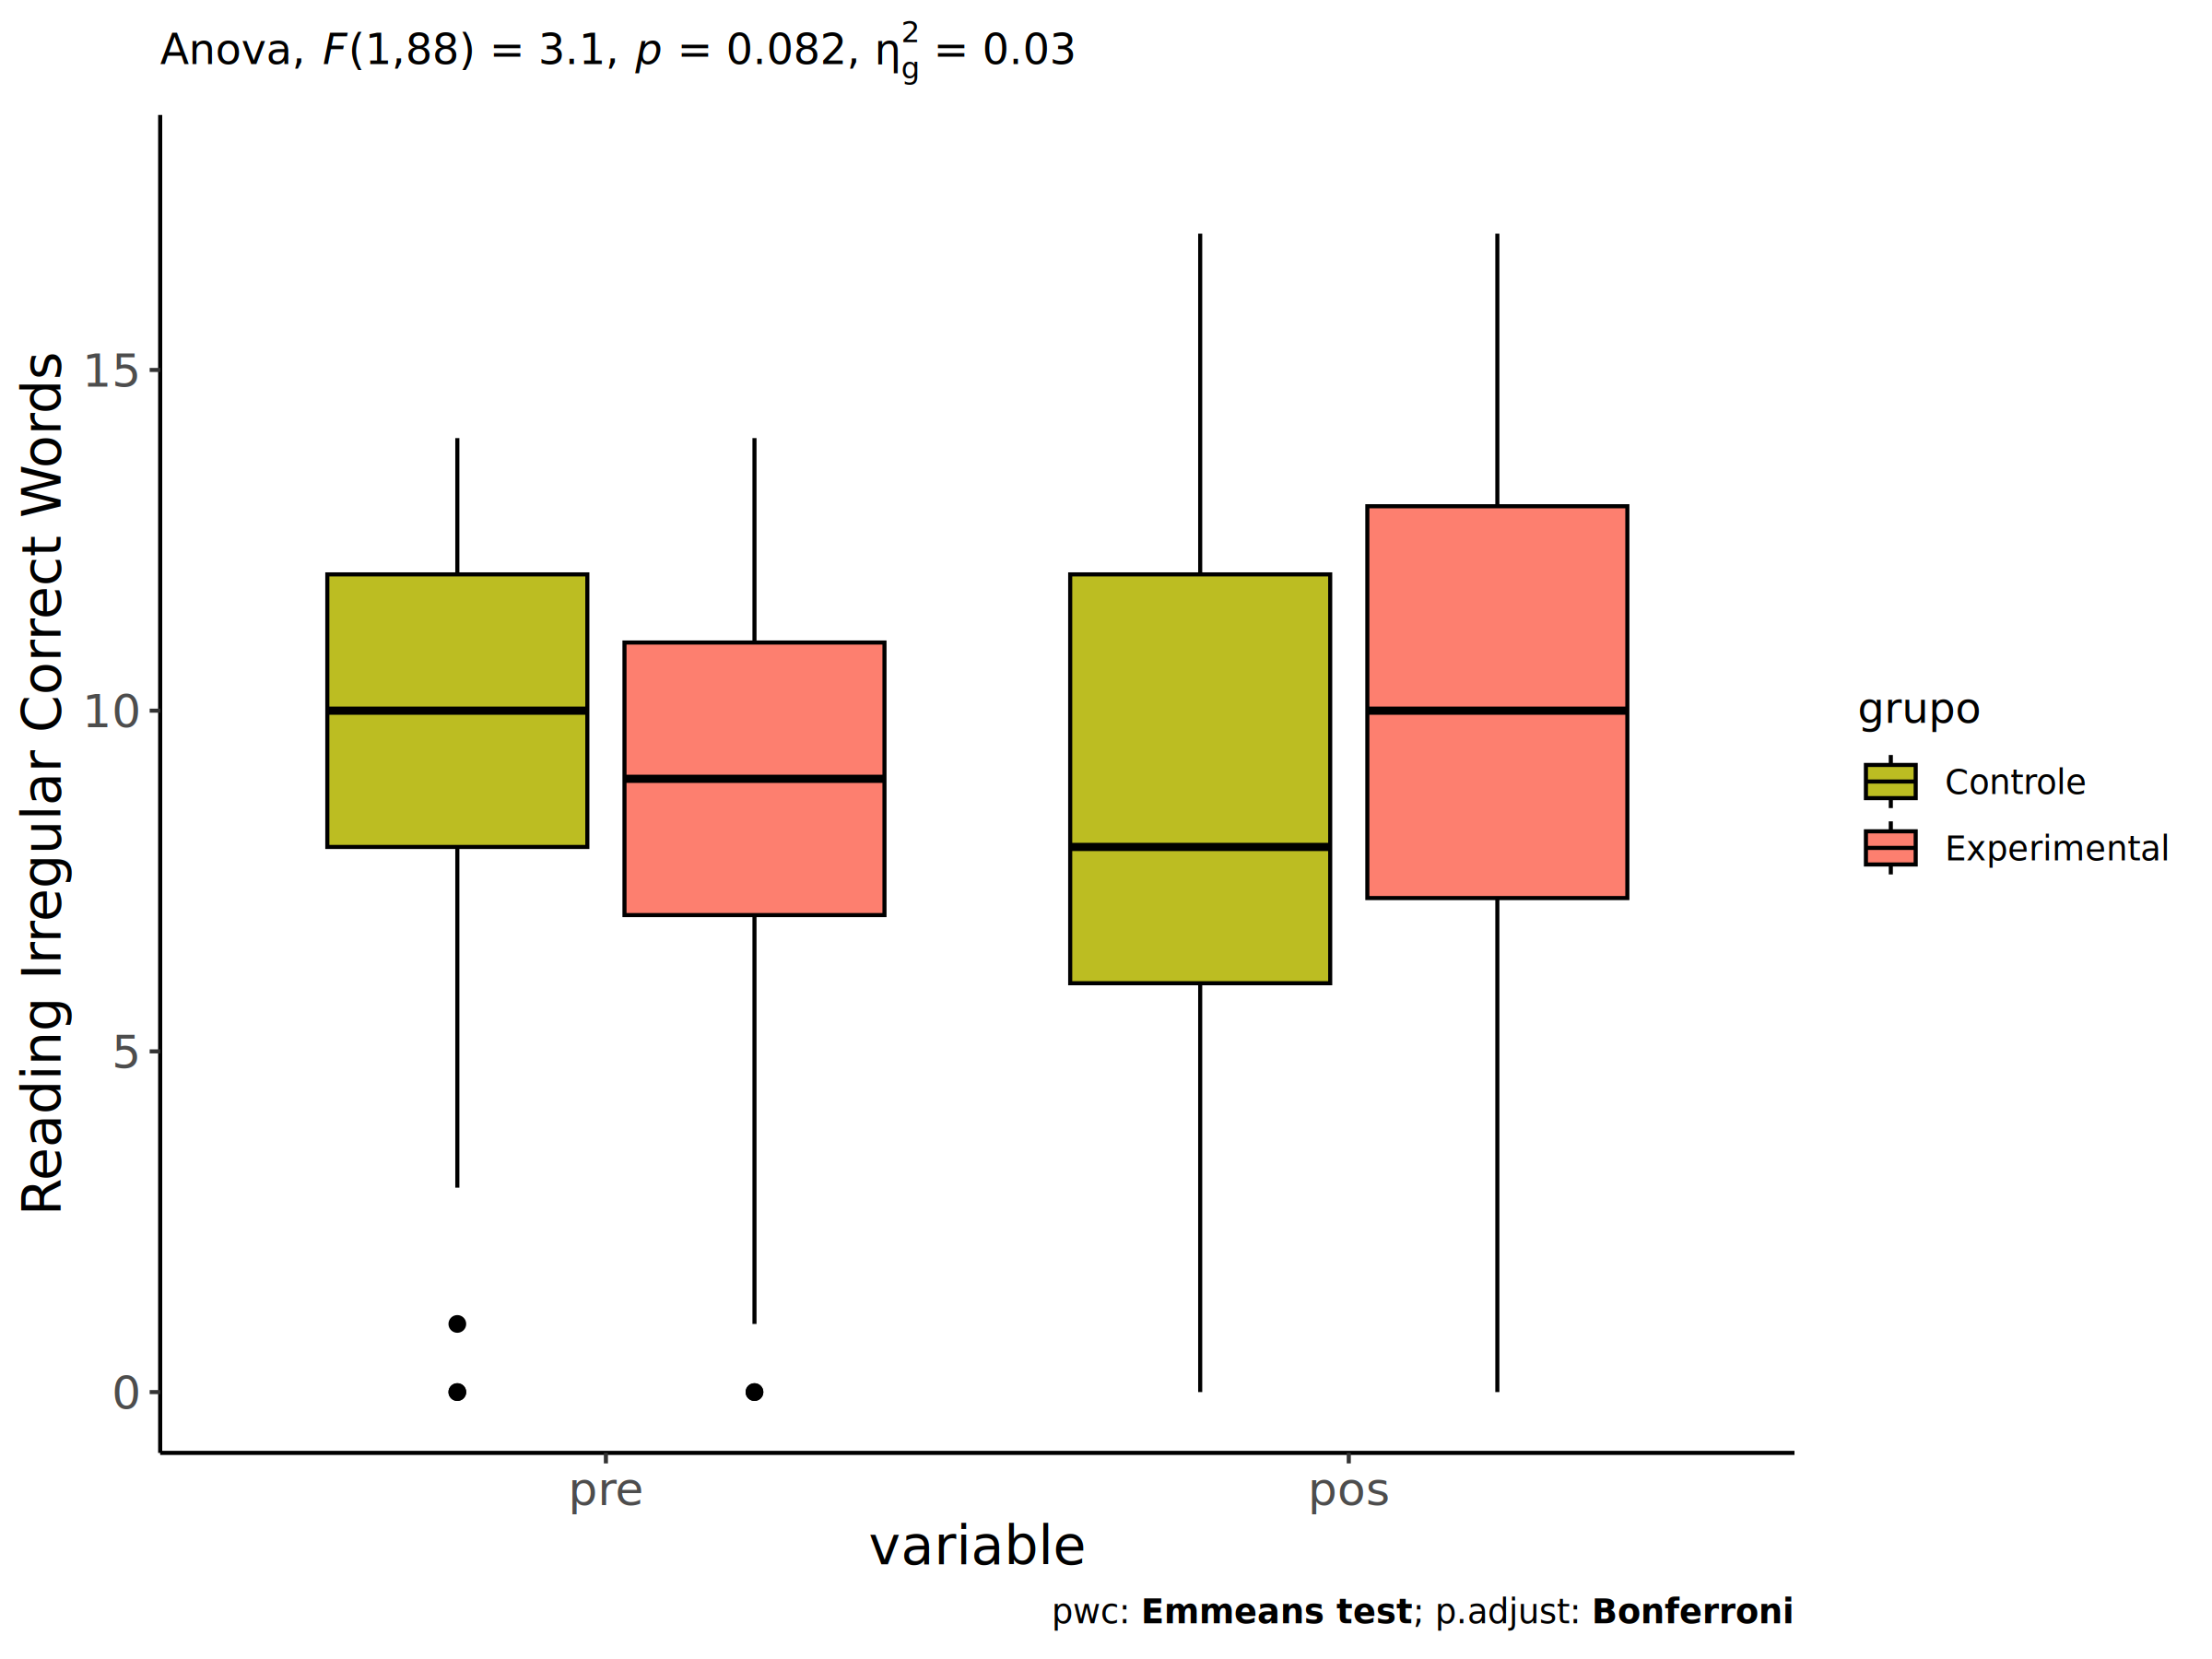 Anova, F(1,88) = 3.1, p = 0.082, η²g = 0.03
Reading Irregular Correct Words
15
10
5
0
pre
pos
variable
grupo
Controle
Experimental
pwc: Emmeans test; p.adjust: Bonferroni